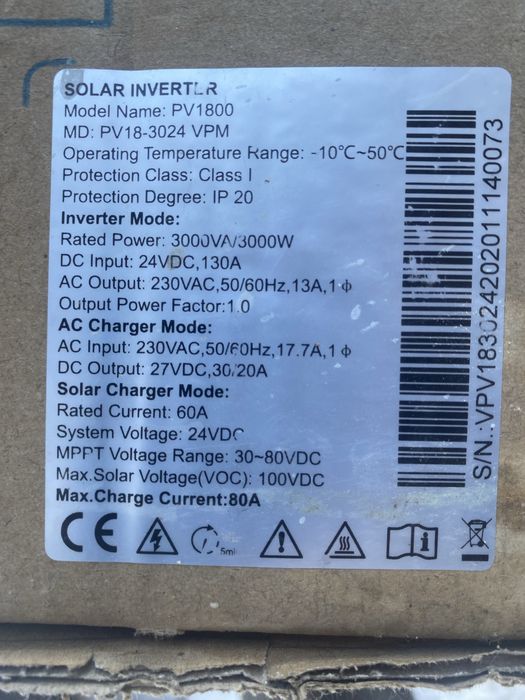 SOLAR INVERTER
Model Name: PV1800
MD: PV18-3024 VPM
Operating Temperature Range: -10℃~50℃
Protection Class: Class I
Protection Degree: IP 20
Inverter Mode:
Rated Power: 3000VA/3000W
DC Input: 24VDC,130A
AC Output: 230VAC,50/60Hz,13A,1ϕ
Output Power Factor:1.0
AC Charger Mode:
AC Input: 230VAC,50/60Hz,17.7A,1ϕ
DC Output: 27VDC,30/20A
Solar Charger Mode:
Rated Current: 60A
System Voltage: 24VDC
MPPT Voltage Range: 30~80VDC
Max.Solar Voltage(VOC): 100VDC
Max.Charge Current:80A
CE
5mi
S/N.:VPV18302420201114​0073